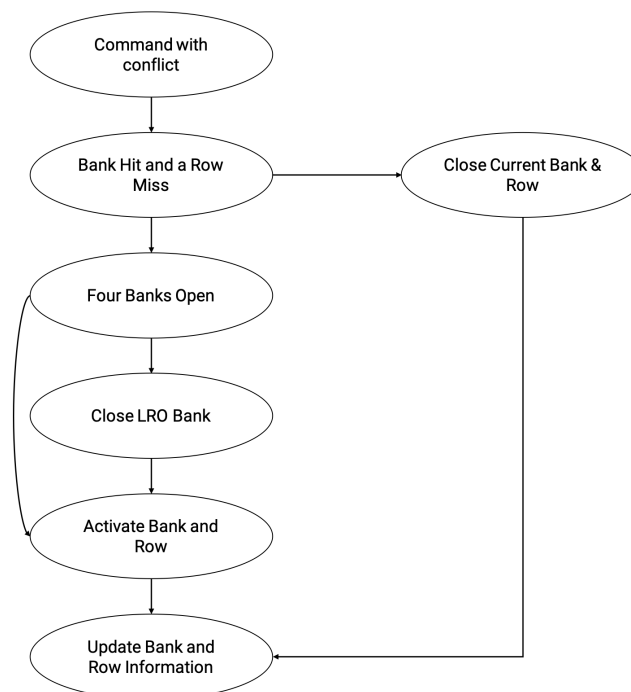 Command with
conflict
Bank Hit and a Row
Miss
Close Current Bank &
Row
Four Banks Open
Close LRO Bank
Activate Bank and
Row
Update Bank and
Row Information